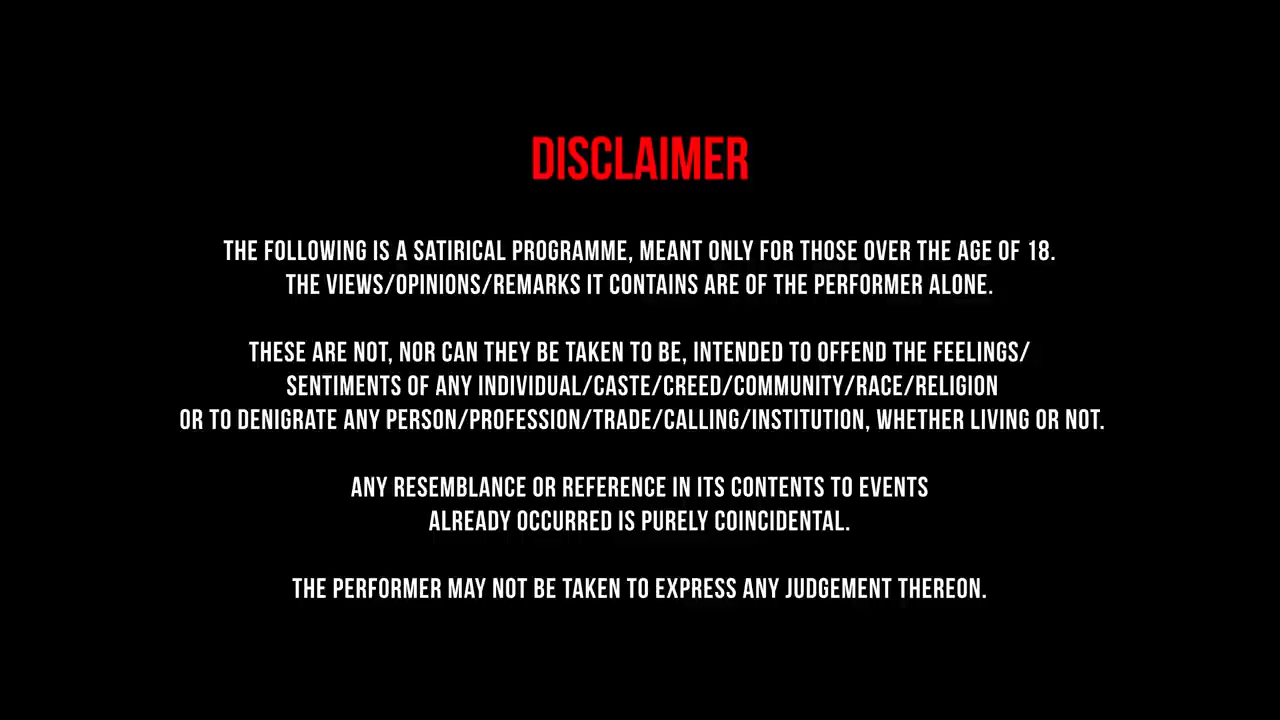 DISCLAIMER
THE FOLLOWING IS A SATIRICAL PROGRAMME, MEANT ONLY FOR THOSE OVER THE AGE OF 18.
THE VIEWS/OPINIONS/REMARKS IT CONTAINS ARE OF THE PERFORMER ALONE.
THESE ARE NOT, NOR CAN THEY BE TAKEN TO BE, INTENDED TO OFFEND THE FEELINGS/
SENTIMENTS OF ANY INDIVIDUAL/CASTE/CREED/COMMUNITY/RACE/RELIGION
OR TO DENIGRATE ANY PERSON/PROFESSION/TRADE/CALLING/INSTITUTION, WHETHER LIVING OR NOT.
ANY RESEMBLANCE OR REFERENCE IN ITS CONTENTS TO EVENTS
ALREADY OCCURRED IS PURELY COINCIDENTAL.
THE PERFORMER MAY NOT BE TAKEN TO EXPRESS ANY JUDGEMENT THEREON.